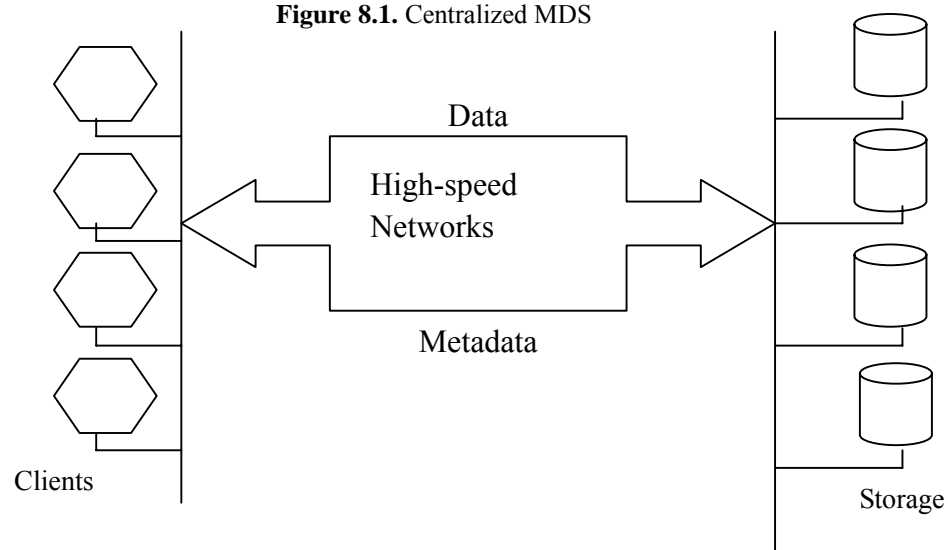 Figure 8.1. Centralized MDS
Data
High-speed
Networks
Metadata
Clients
Storage